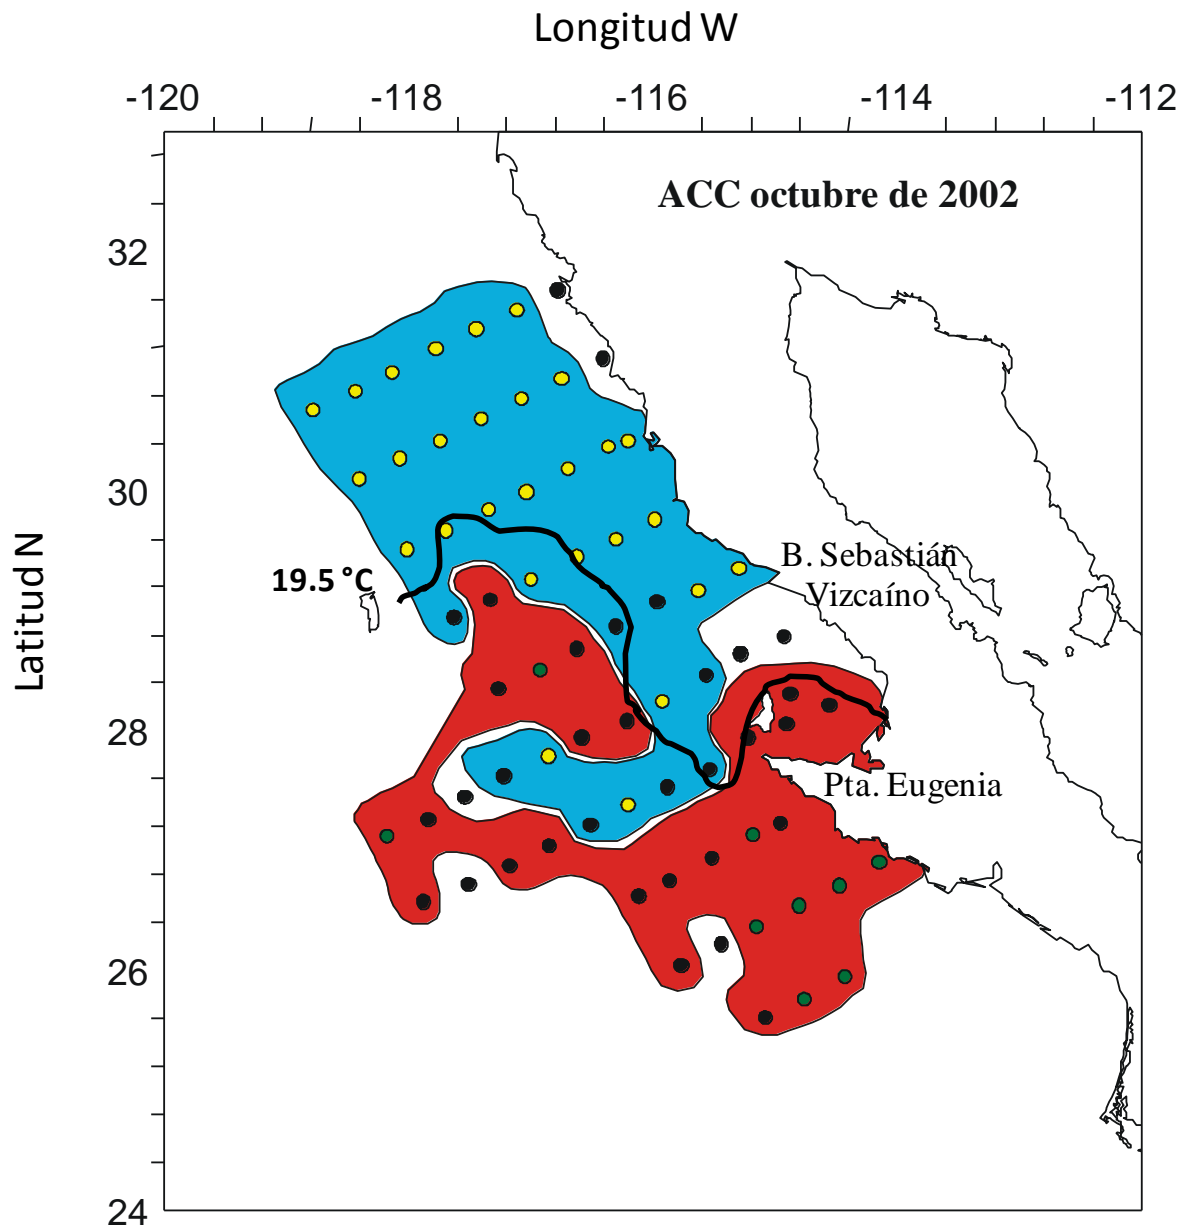 Longitud W
-120 -118 -116 -114 -112
ACC octubre de 2002
32
30
B. Sebastián
19.5 °C
Vizcaíno
Latitud N
28
Pta. Eugenia
26
24